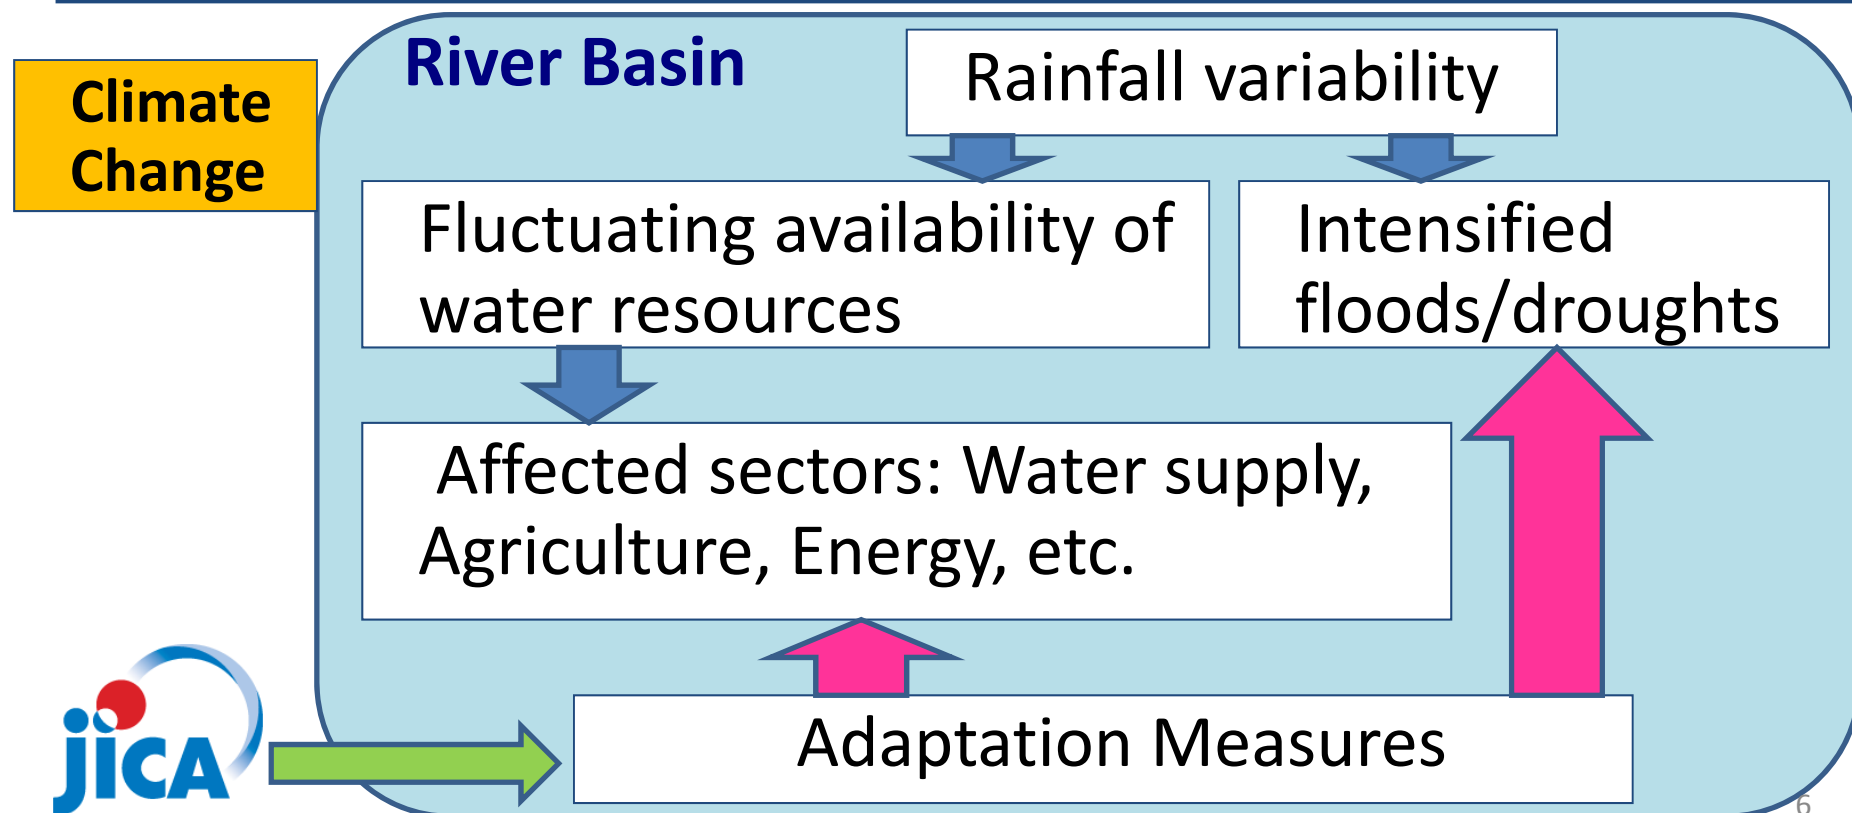 River Basin
Climate
Change
Rainfall variability
Fluctuating availability of
water resources
Intensified
floods/droughts
Affected sectors: Water supply,
Agriculture, Energy, etc.
jICA
Adaptation Measures
6